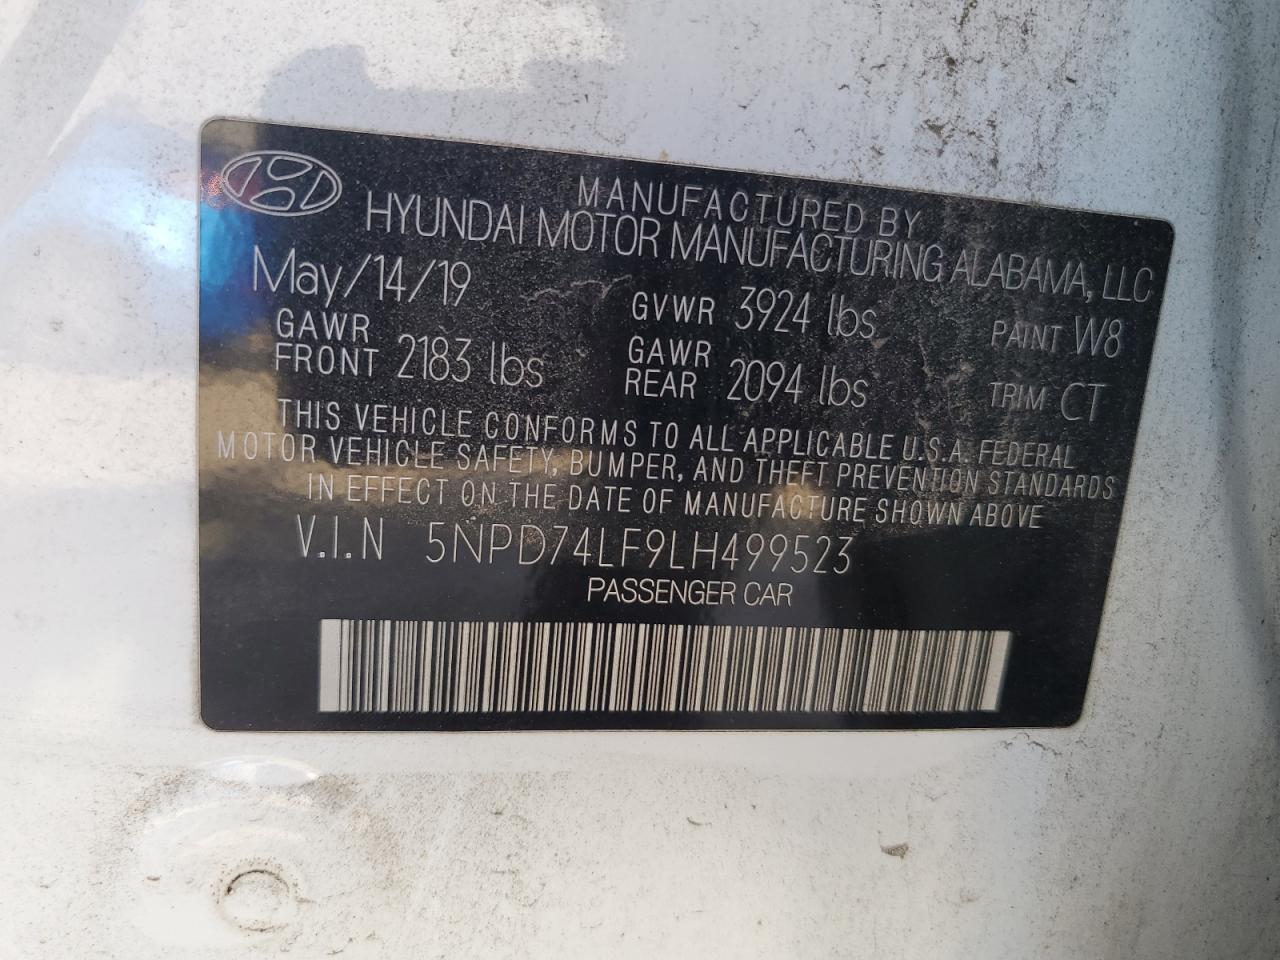 MANUFACTURED BY
HYUNDAI MOTOR MANUFACTURING ALABAMA, LLC
May/14/19 GVWR 3924 lbs PAINT W8
GAWR FRONT 2183 lbs GAWR REAR 2094 lbs TRIM CT
THIS VEHICLE CONFORMS TO ALL APPLICABLE U.S.A. FEDERAL
MOTOR VEHICLE SAFETY, BUMPER, AND THEFT PREVENTION STANDARDS
IN EFFECT ON THE DATE OF MANUFACTURE SHOWN ABOVE
V.I.N 5NPD74LF9LH499523
PASSENGER CAR